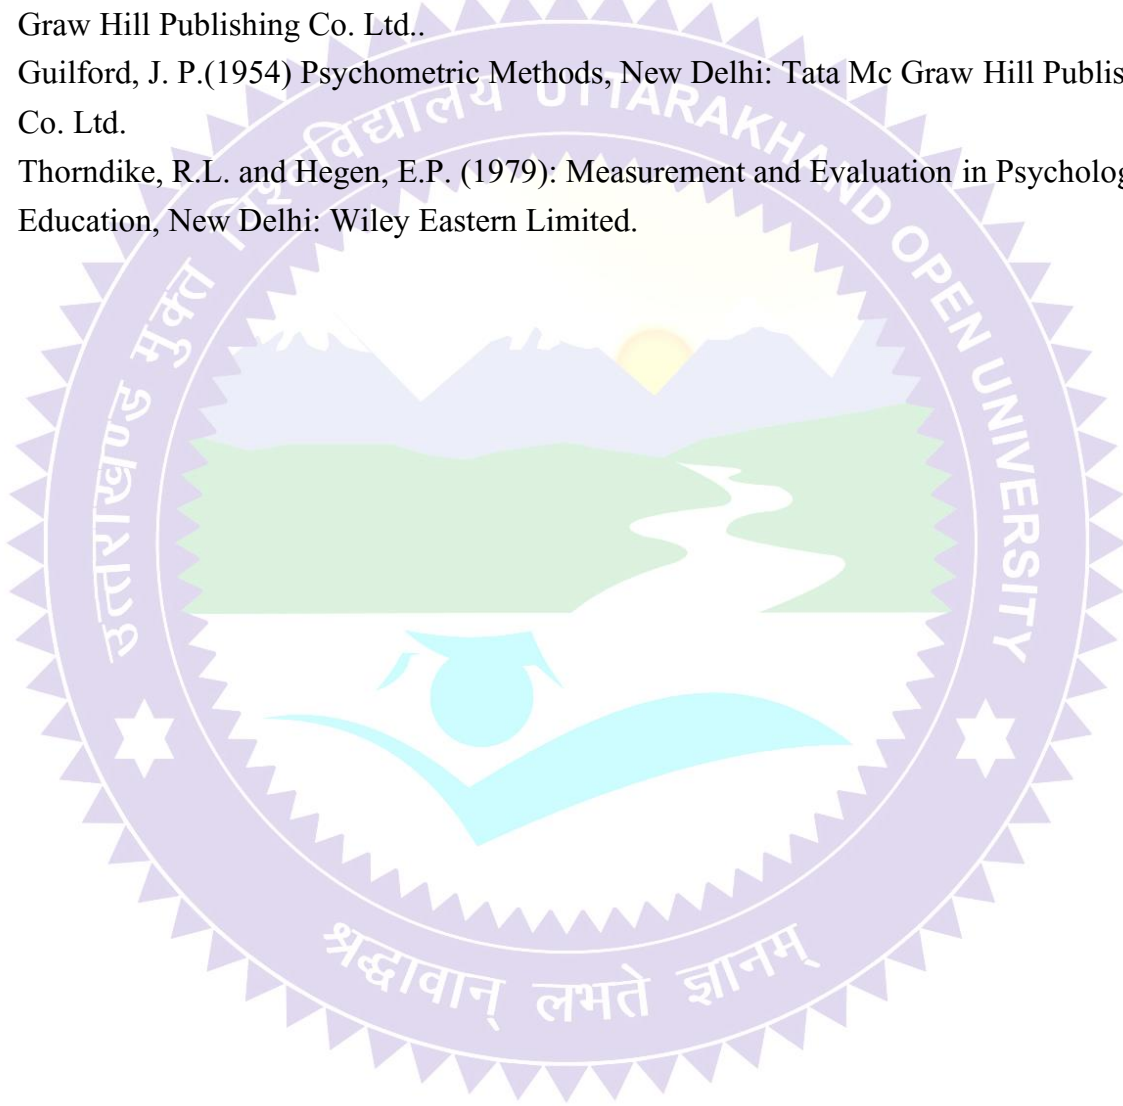 Graw Hill Publishing Co. Ltd..
Guilford, J. P.(1954) Psychometric Methods, New Delhi: Tata Mc Graw Hill Publis
Co. Ltd.
Thorndike, R.L. and Hegen, E.P. (1979): Measurement and Evaluation in Psycholog
Education, New Delhi: Wiley Eastern Limited.
उत्तराखण्ड मुक्त विश्वविद्यालय
UTTARAKHAND OPEN UNIVERSITY
श्रद्धावान् लभते ज्ञानम्